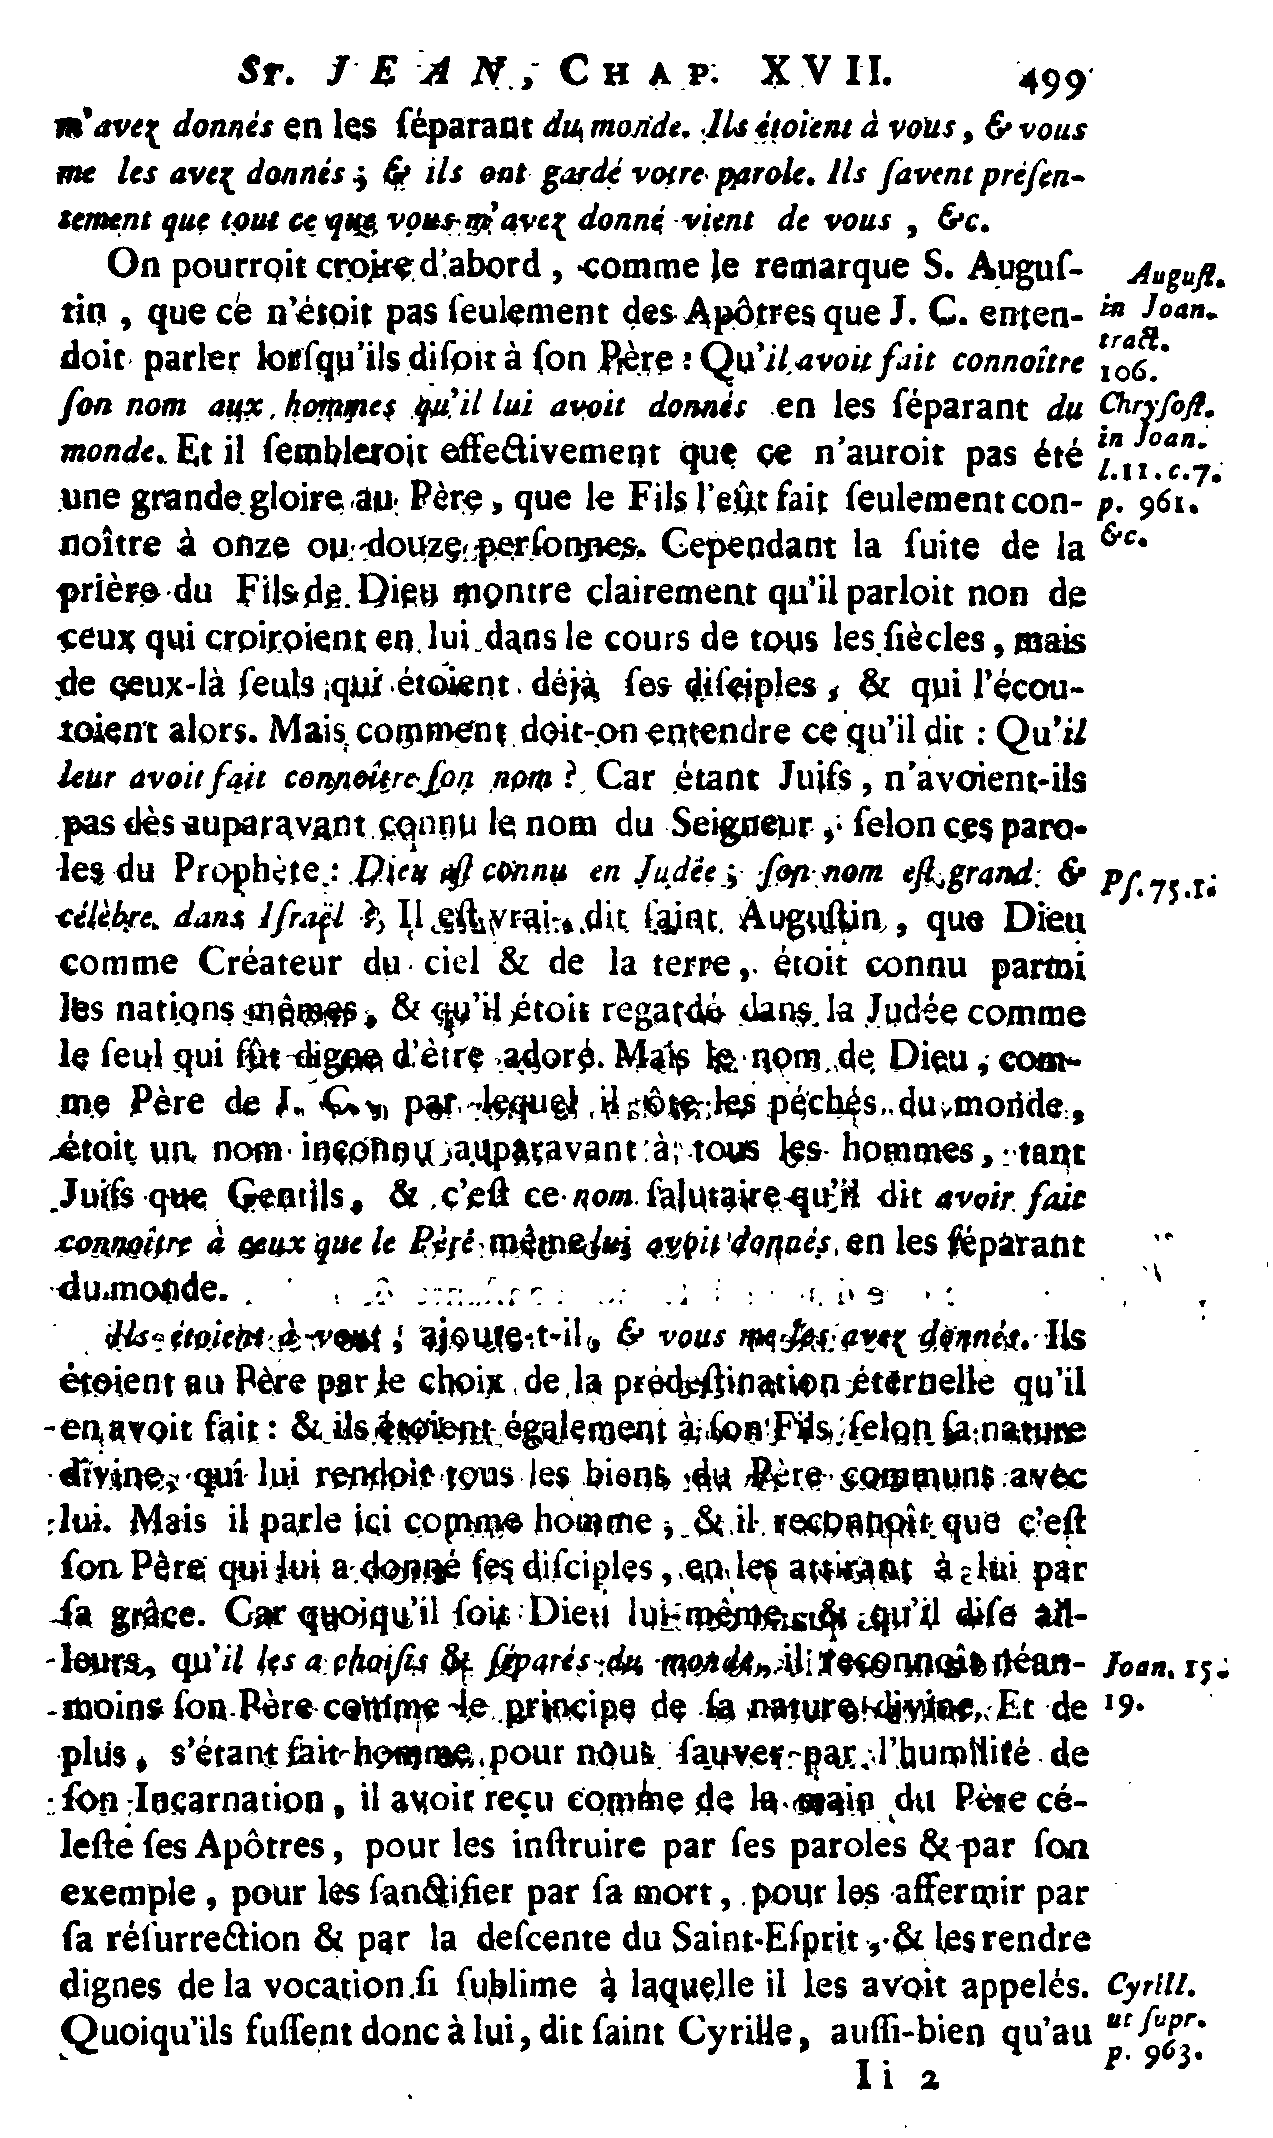 St. JEAN, CHAP. XVII. 499
m'avez donnés en les ſéparant du monde. Ils étoient à vous, & vous
me les avez donnés; & ils ont gardé votre parole. Ils ſavent préſen-
tement que tout ce que vous m'avez donné vient de vous, &c.
On pourroit croire d'abord, comme le remarque S. Auguſ-
tin, que ce n'étoit pas ſeulement des Apôtres que J. C. enten-
doit parler lorſqu'ils diſoit à ſon Père : Qu'il avoit fait connoître
ſon nom aux hommes qu'il lui avoit donnés en les ſéparant du
monde. Et il ſembleroit effectivement que ce n'auroit pas été
une grande gloire au Père, que le Fils l'eût fait ſeulement con-
noître à onze ou douze perſonnes. Cependant la ſuite de la
prière du Fils de Dieu montre clairement qu'il parloit non de
ceux qui croiroient en lui dans le cours de tous les ſiècles, mais
de ceux-là ſeuls qui étoient déjà ſes diſciples, & qui l'écou-
toient alors. Mais comment doit-on entendre ce qu'il dit : Qu'il
leur avoit fait connoître ſon nom ? Car étant Juifs, n'avoient-ils
pas dès auparavant connu le nom du Seigneur, ſelon ces paro-
les du Prophète : Dieu eſt connu en Judée ; ſon nom eſt grand &
célèbre dans Iſraël ? Il eſt vrai, dit ſaint Auguſtin, que Dieu
comme Créateur du ciel & de la terre, étoit connu parmi
les nations mêmes, & qu'il étoit regardé dans la Judée comme
le ſeul qui fût digne d'être adoré. Mais le nom de Dieu, com-
me Père de J. C., par lequel il ôte les péchés du monde,
étoit un nom inconnu auparavant à tous les hommes, tant
Juifs que Gentils, & c'eſt ce nom ſalutaire qu'il dit avoir fait
connoître à ceux que le Père même lui avoit donnés en les ſéparant
du monde.
Ils étoient à vous, ajoute-t-il, & vous me les avez donnés. Ils
étoient au Père par le choix de la prédeſtination éternelle qu'il
en avoit fait : & ils étoient également à ſon Fils, ſelon ſa nature
divine, qui lui rendoit tous les biens du Père communs avec
lui. Mais il parle ici comme homme, & il reconnoît que c'eſt
ſon Père qui lui a donné ſes diſciples, en les attirant à lui par
ſa grâce. Car quoiqu'il ſoit Dieu lui-même, & qu'il diſe ail-
leurs, qu'il les a choiſis & ſéparés du monde, il reconnoît néan-
moins ſon Père comme le principe de ſa nature divine. Et de
plus, s'étant fait homme pour nous ſauver par l'humilité de
ſon Incarnation, il avoit reçu comme de la main du Père cé-
leſte ſes Apôtres, pour les inſtruire par ſes paroles & par ſon
exemple, pour les ſanctifier par ſa mort, pour les affermir par
ſa réſurrection & par la deſcente du Saint-Eſprit, & les rendre
dignes de la vocation ſi ſublime à laquelle il les avoit appelés.
Quoiqu'ils fuſſent donc à lui, dit ſaint Cyrille, auſſi-bien qu'au
Ii 2
Auguſt.
in Joan.
tract.
106.
Chryſoſt.
in Joan.
l. 11. c. 7.
p. 961.
&c.
Pſ. 75. 1.
Joan. 15.
19.
Cyrill.
ut ſupr.
p. 963.